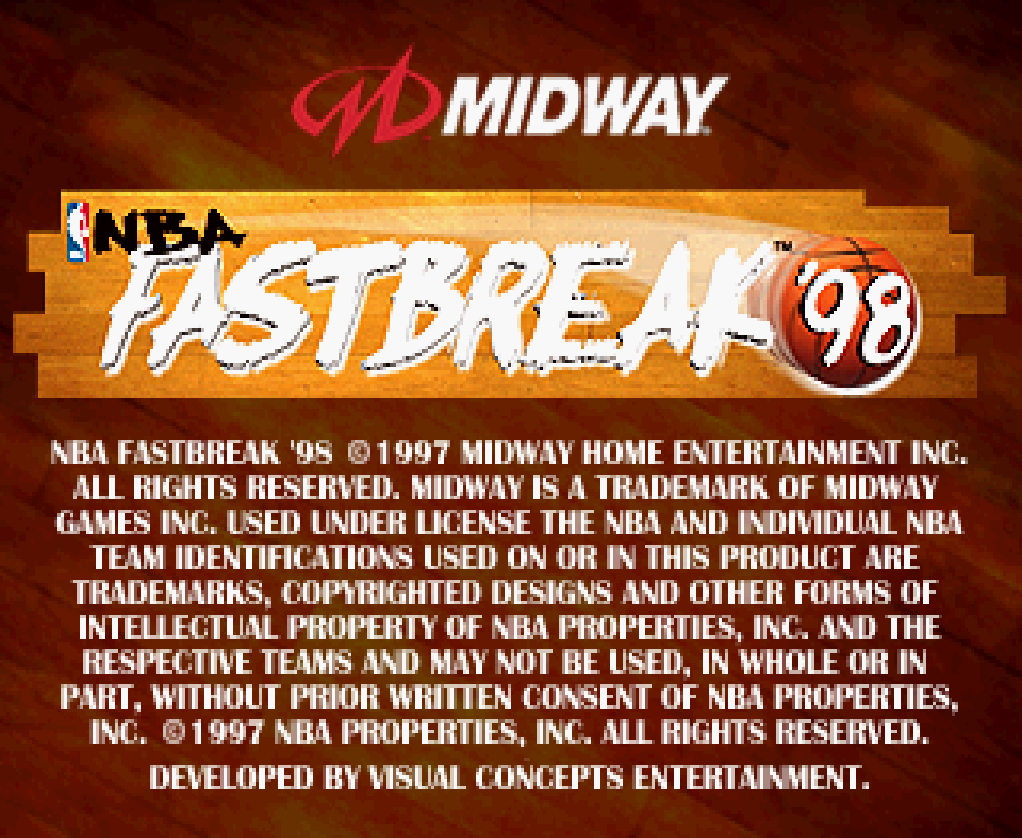 MIDWAY
NBA
FASTBREAK™ '98
NBA FASTBREAK '98 ©1997 MIDWAY HOME ENTERTAINMENT INC.
ALL RIGHTS RESERVED. MIDWAY IS A TRADEMARK OF MIDWAY
GAMES INC. USED UNDER LICENSE THE NBA AND INDIVIDUAL NBA
TEAM IDENTIFICATIONS USED ON OR IN THIS PRODUCT ARE
TRADEMARKS, COPYRIGHTED DESIGNS AND OTHER FORMS OF
INTELLECTUAL PROPERTY OF NBA PROPERTIES, INC. AND THE
RESPECTIVE TEAMS AND MAY NOT BE USED, IN WHOLE OR IN
PART, WITHOUT PRIOR WRITTEN CONSENT OF NBA PROPERTIES,
INC. ©1997 NBA PROPERTIES, INC. ALL RIGHTS RESERVED.
DEVELOPED BY VISUAL CONCEPTS ENTERTAINMENT.